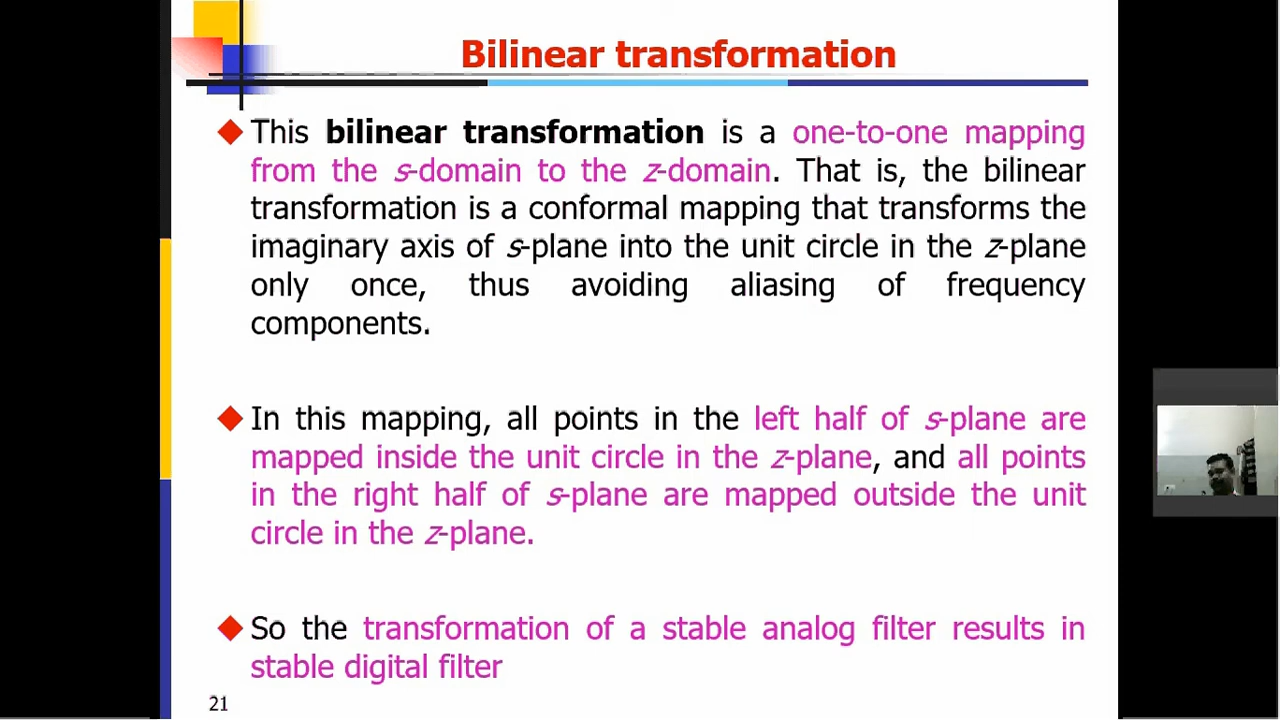 Bilinear transformation
This bilinear transformation is a one-to-one mapping
from the s-domain to the z-domain. That is, the bilinear
transformation is a conformal mapping that transforms the
imaginary axis of s-plane into the unit circle in the z-plane
only once, thus avoiding aliasing of frequency
components.
In this mapping, all points in the left half of s-plane are
mapped inside the unit circle in the z-plane, and all points
in the right half of s-plane are mapped outside the unit
circle in the z-plane.
So the transformation of a stable analog filter results in
stable digital filter
21